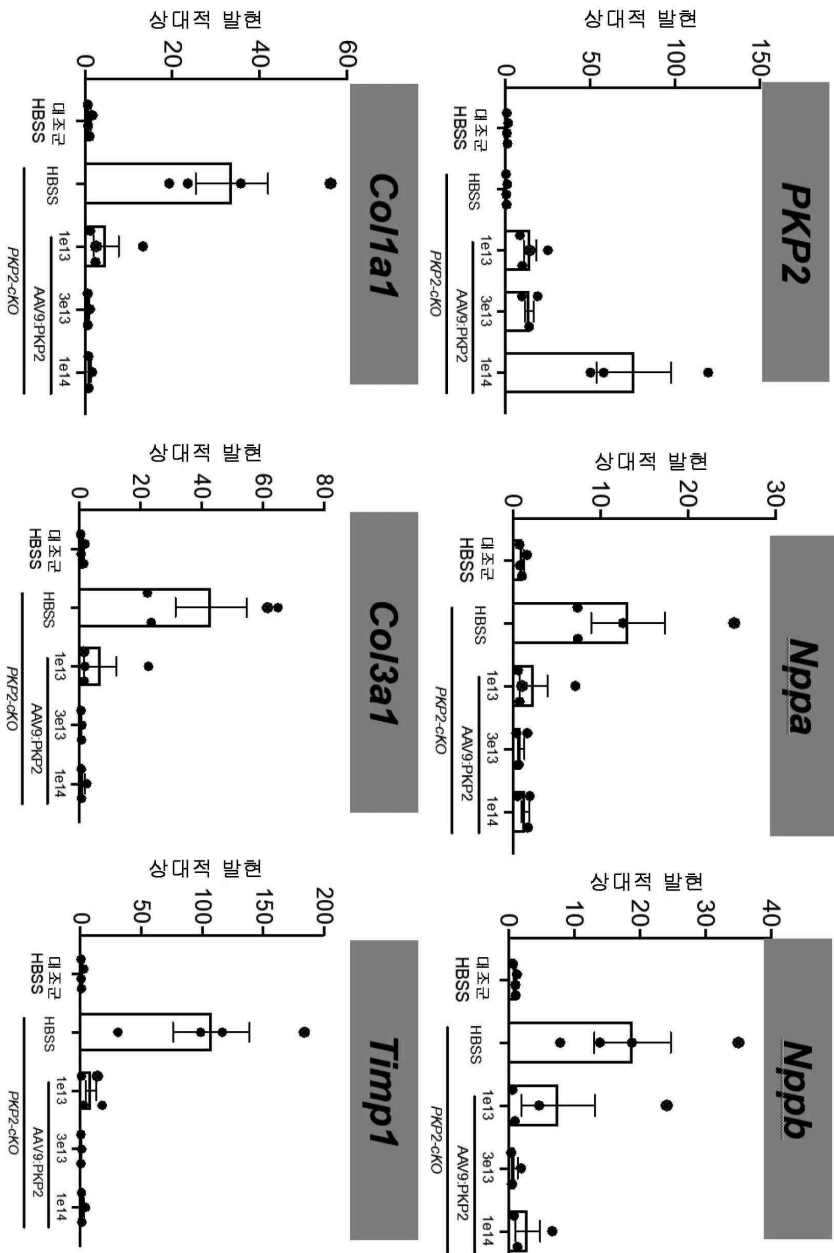 PKP2
상대적 발현
150
100
50
0
대조군
HBSS
HBSS
1e13
3e13
1e14
AAV9:PKP2
PKP2-cKO
Nppa
상대적 발현
30
20
10
0
대조군
HBSS
HBSS
1e13
3e13
1e14
AAV9:PKP2
PKP2-cKO
Nppb
상대적 발현
40
30
20
10
0
대조군
HBSS
HBSS
1e13
3e13
1e14
AAV9:PKP2
PKP2-cKO
Col1a1
상대적 발현
60
40
20
0
대조군
HBSS
HBSS
1e13
3e13
1e14
AAV9:PKP2
PKP2-cKO
Col3a1
상대적 발현
80
60
40
20
0
대조군
HBSS
HBSS
1e13
3e13
1e14
AAV9:PKP2
PKP2-cKO
Timp1
상대적 발현
200
150
100
50
0
대조군
HBSS
HBSS
1e13
3e13
1e14
AAV9:PKP2
PKP2-cKO